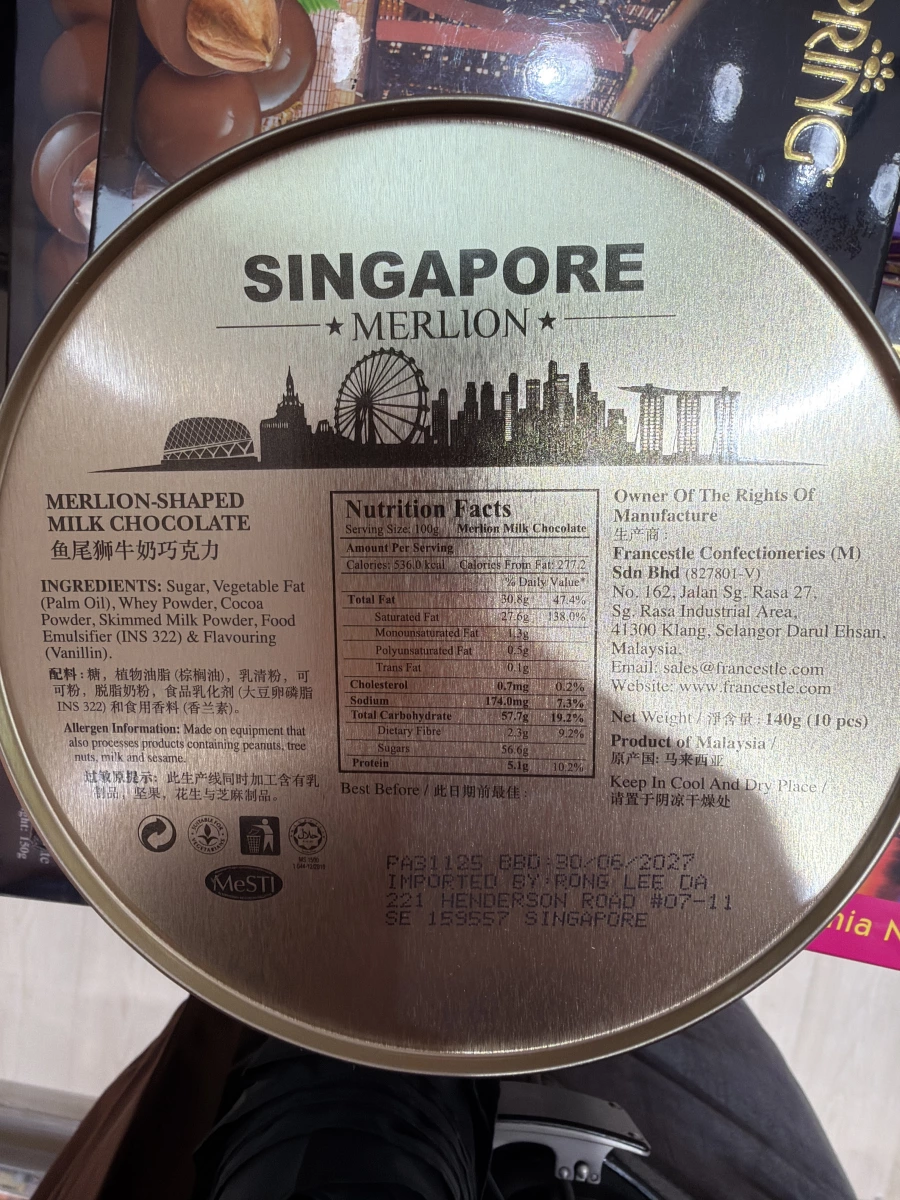 PRING
SINGAPORE
MERLION
MERLION-SHAPED
MILK CHOCOLATE
鱼尾狮牛奶巧克力
INGREDIENTS: Sugar, Vegetable Fat
(Palm Oil), Whey Powder, Cocoa
Powder, Skimmed Milk Powder, Food
Emulsifier (INS 322) & Flavouring
(Vanillin).
配料：糖，植物油脂 (棕榈油)，乳清粉，可
可粉，脱脂奶粉，食品乳化剂 (大豆卵磷脂
INS 322) 和食用香料 (香兰素)。
Allergen Information: Made on equipment that
also processes products containing peanuts, tree
nuts, milk and sesame.
过敏原提示：此生产线同时加工含有乳
制品，坚果，花生与芝麻制品。
SUITABLE FOR VEGETARIANS
MeSTI
Nutrition Facts
Serving Size: 100g Merlion Milk Chocolate
Amount Per Serving
Calories: 536.0 kcal Calories From Fat: 277.2
% Daily Value*
Total Fat 30.8g 47.4%
Saturated Fat 27.6g 138.0%
Monounsaturated Fat 1.3g
Polyunsaturated Fat 0.5g
Trans Fat 0.1g
Cholesterol 0.7mg 0.2%
Sodium 174.0mg 7.3%
Total Carbohydrate 57.7g 19.2%
Dietary Fibre 2.3g 9.2%
Sugars 56.6g
Protein 5.1g 10.2%
Best Before / 此日期前最佳：
Owner Of The Rights Of
Manufacture
生产商：
Francestle Confectioneries (M)
Sdn Bhd (827801-V)
No. 162, Jalan Sg. Rasa 27,
Sg. Rasa Industrial Area,
41300 Klang, Selangor Darul Ehsan,
Malaysia.
Email: sales@francestle.com
Website: www.francestle.com
Net Weight / 淨含量：140g (10 pcs)
Product of Malaysia /
原产国: 马来西亚
Keep In Cool And Dry Place /
请置于阴凉干燥处
PA31125 BBD:30/06/2027
IMPORTED BY:RONG LEE DA
221 HENDERSON ROAD #07-11
SE 159557 SINGAPORE
ght: 150g
nia N